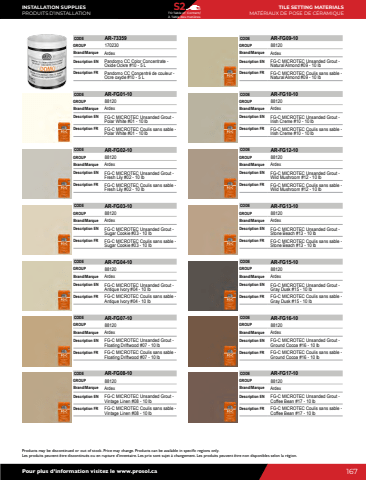 INSTALLATION SUPPLIES
PRODUITS D'INSTALLATION
S2
TILE SETTING MATERIALS
MATÉRIAUX DE POSE DE CÉRAMIQUE
CODE AR-73359
GROUP 170230
Brand/Marque Ardex
Description EN Pandomo CC Color Concentrate -
Oxide Ochre #10 - 5 L
Description FR Pandomo CC Concentré de couleur -
CODE AR-FG01-10
GROUP 88120
Brand/Marque Ardex
Description EN FG-C MICROTEC Unsanded Grout -
Polar White #01 - 10 lb
Description FR FG-C MICROTEC Coulis sans sable -
Polar White #01 - 10 lb
CODE AR-FG02-10
GROUP 88120
Brand/Marque Ardex
Description EN FG-C MICROTEC Unsanded Grout -
Fresh Lily #02 - 10 lb
Description FR FG-C MICROTEC Coulis sans sable -
Fresh Lily #02 - 10 lb
CODE AR-FG03-10
GROUP 88120
Brand/Marque Ardex
Description EN FG-C MICROTEC Unsanded Grout -
Sugar Cookie #03 - 10 lb
Description FR FG-C MICROTEC Coulis sans sable -
Sugar Cookie #03 - 10 lb
CODE AR-FG04-10
GROUP 88120
Brand/Marque Ardex
Description EN FG-C MICROTEC Unsanded Grout -
Antique Ivory #04 - 10 lb
Description FR FG-C MICROTEC Coulis sans sable -
Antique Ivory #04 - 10 lb
CODE AR-FG07-10
GROUP 88120
Brand/Marque Ardex
Description EN FG-C MICROTEC Unsanded Grout -
Floating Driftwood #07 - 10 lb
Description FR FG-C MICROTEC Coulis sans sable -
Floating Driftwood #07 - 10 lb
CODE AR-FG08-10
GROUP 88120
Brand/Marque Ardex
Description EN FG-C MICROTEC Unsanded Grout -
Vintage Linen #08 - 10 lb
Description FR FG-C MICROTEC Coulis sans sable -
Vintage Linen #08 - 10 lb
CODE AR-FG09-10
GROUP 88120
Brand/Marque Ardex
Description EN FG-C MICROTEC Unsanded Grout -
Natural Almond #09 - 10 lb
Description FR FG-C MICROTEC Coulis sans sable -
Natural Almond #09 - 10 lb
CODE AR-FG10-10
GROUP 88120
Brand/Marque Ardex
Description EN FG-C MICROTEC Unsanded Grout -
Irish Creme #10 - 10 lb
Description FR FG-C MICROTEC Coulis sans sable -
Irish Creme #10 - 10 lb
CODE AR-FG12-10
GROUP 88120
Brand/Marque Ardex
Description EN FG-C MICROTEC Unsanded Grout -
Wild Mushroom #12 - 10 lb
Description FR FG-C MICROTEC Coulis sans sable -
Wild Mushroom #12 - 10 lb
CODE AR-FG13-10
GROUP 88120
Brand/Marque Ardex
Description EN FG-C MICROTEC Unsanded Grout -
Stone Beach #13 - 10 lb
Description FR FG-C MICROTEC Coulis sans sable -
Stone Beach #13 - 10 lb
CODE AR-FG15-10
GROUP 88120
Brand/Marque Ardex
Description EN FG-C MICROTEC Unsanded Grout -
Gray Dusk #15 - 10 lb
Description FR FG-C MICROTEC Coulis sans sable -
Gray Dusk #15 - 10 lb
CODE AR-FG16-10
GROUP 88120
Brand/Marque Ardex
Description EN FG-C MICROTEC Unsanded Grout -
Ground Cocoa #16 - 10 lb
Description FR FG-C MICROTEC Coulis sans sable -
Ground Cocoa #16 - 10 lb
CODE AR-FG17-10
GROUP 88120
Brand/Marque Ardex
Description EN FG-C MICROTEC Unsanded Grout -
Coffee Bean #17 - 10 lb
Description FR FG-C MICROTEC Coulis sans sable -
Coffee Bean #17 - 10 lb
Products may be discontinued or out of stock. Price may change. Products can be available in specific regions only.
Les produits peuvent être discontinués ou en rupture d'inventaire. Les prix sont sujet à changement. Les produits peuvent être non disponibles selon la région.
Pour plus d'information visitez le www.prosol.ca
167